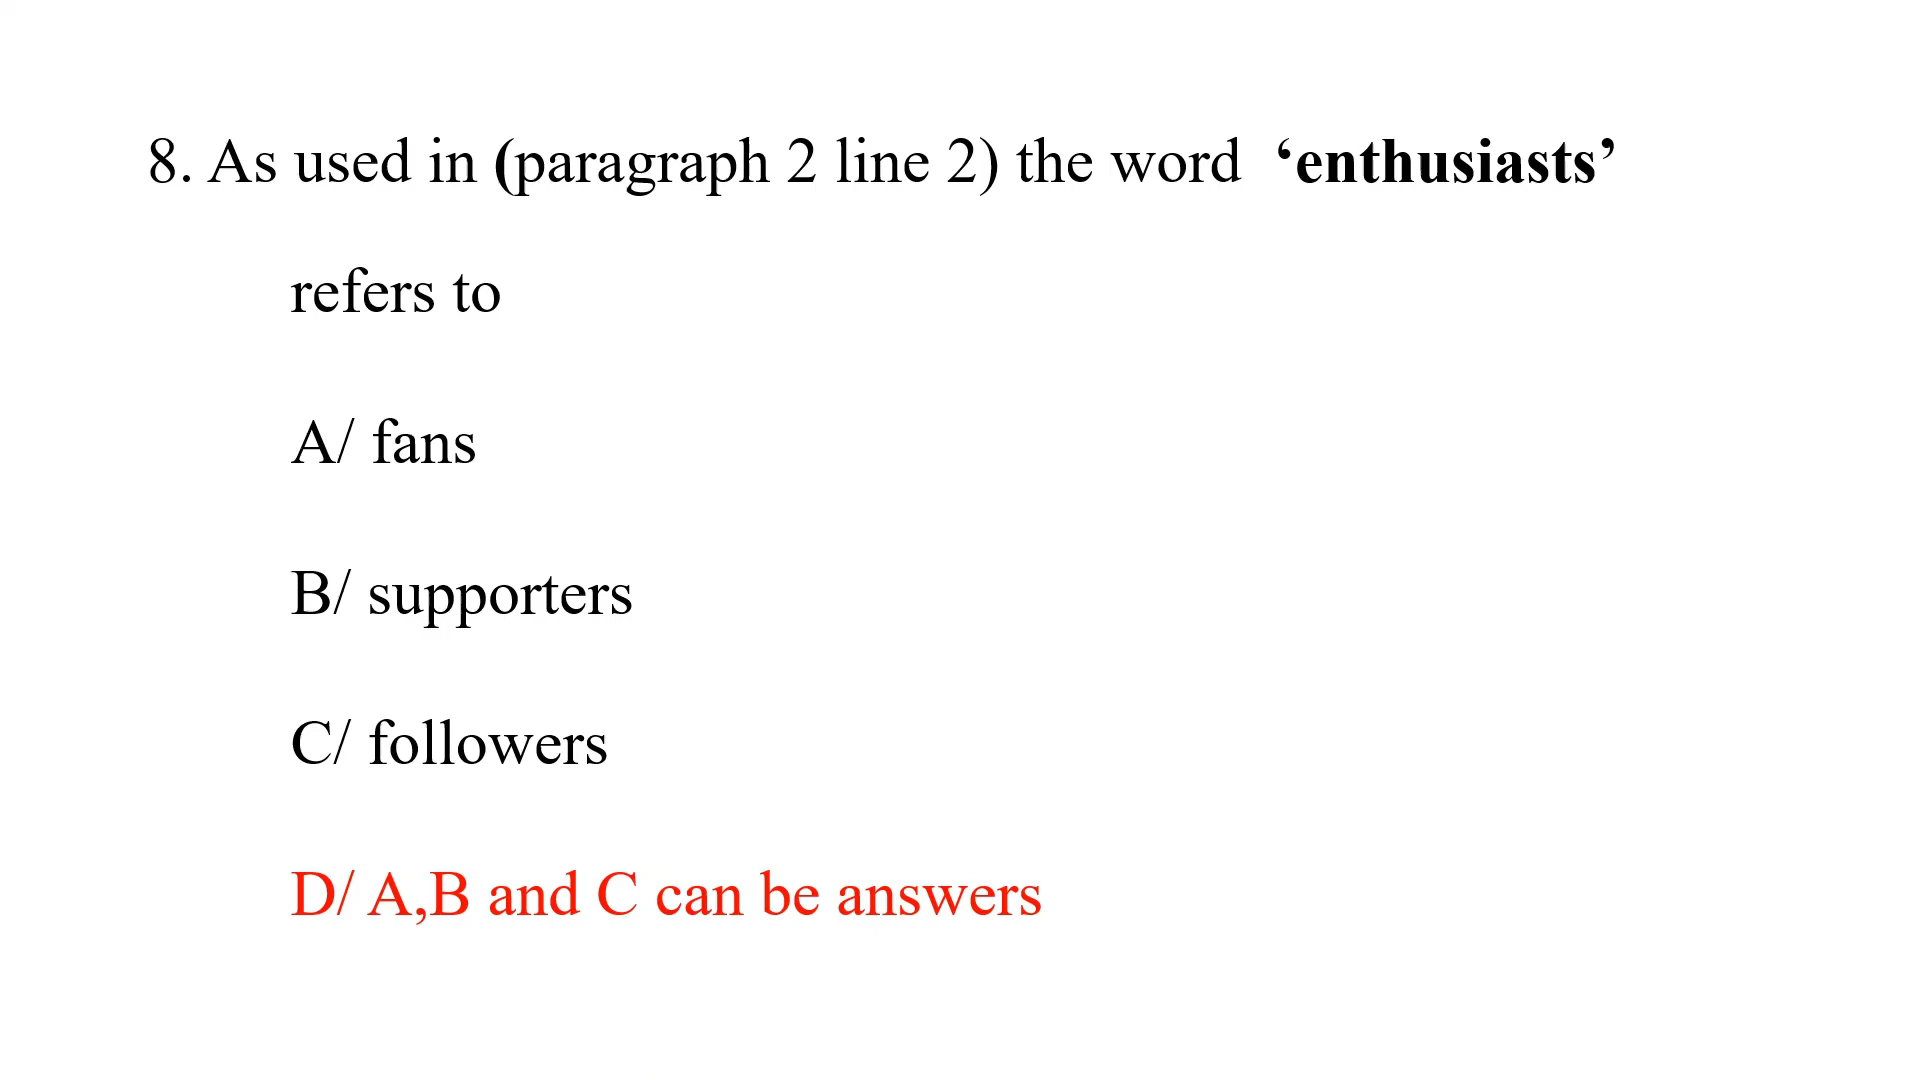 8. As used in (paragraph 2 line 2) the word ‘enthusiasts’
refers to
A/ fans
B/ supporters
C/ followers
D/ A,B and C can be answers